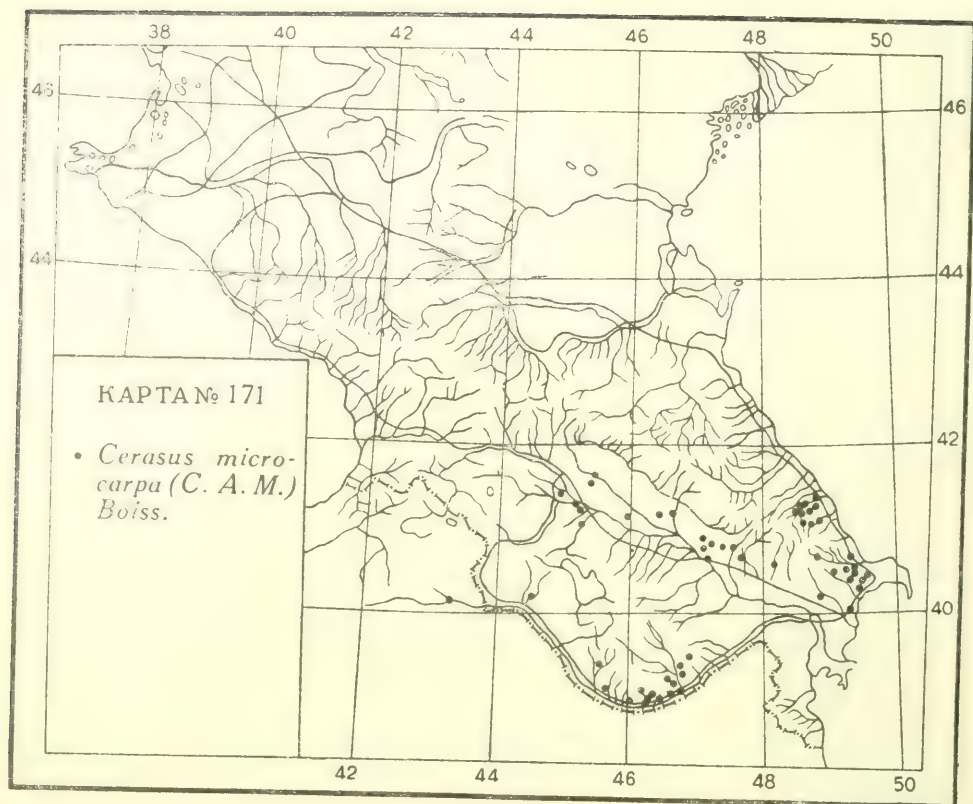 38 40 42 44 46 48 50
46 46
44 44
КАРТА № 171
• Cerasus micro-
carpa (C. A. M.)
Boiss.
42
40
42 44 46 48 50